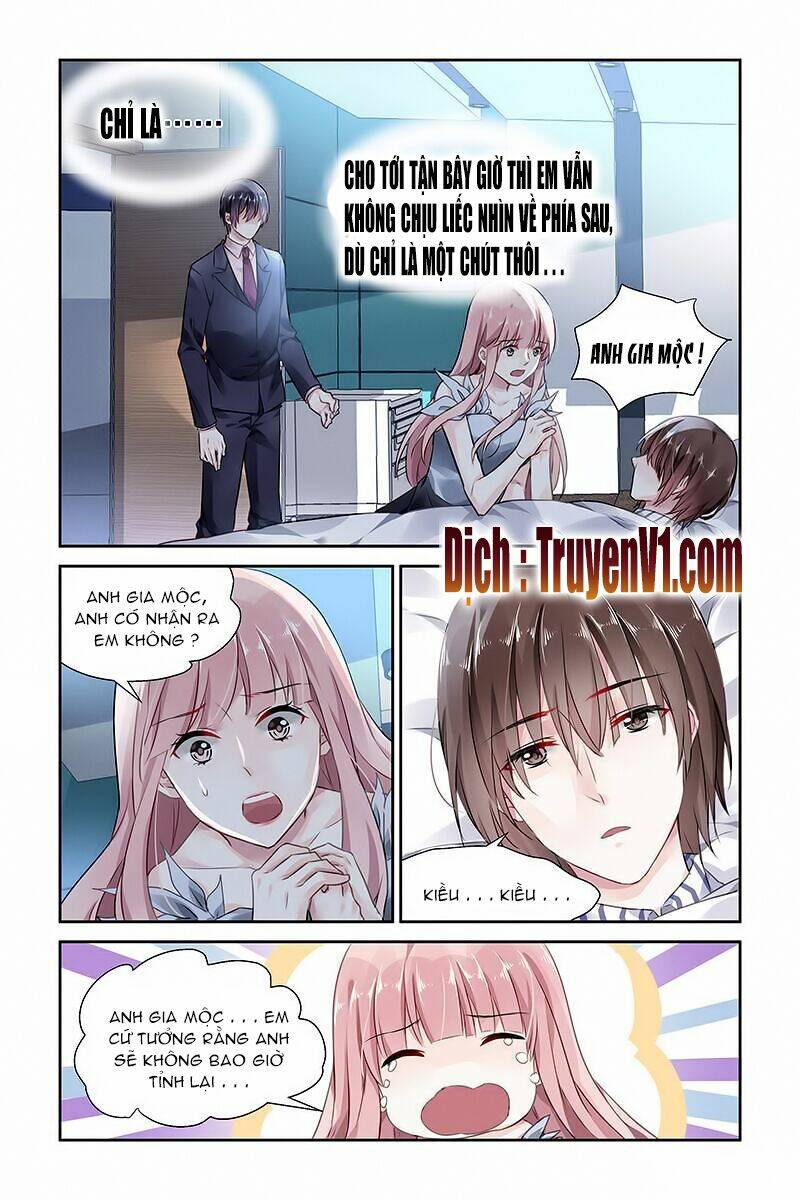 CHỈ LÀ......
CHO TỚI TẬN BÂY GIỜ THÌ EM VẪN
KHÔNG CHỊU LIẾC NHÌN VỀ PHÍA SAU,
DÙ CHỈ LÀ MỘT CHÚT THÔI . . .
ANH GIA MỘC !
Dịch : TruyenV1.com
ANH GIA MỘC,
ANH CÓ NHẬN RA
EM KHÔNG ?
KIỀU . . . KIỀU . . .
ANH GIA MỘC . . . EM
CỨ TƯỞNG RẰNG ANH
SẼ KHÔNG BAO GIỜ
TỈNH LẠI . . .